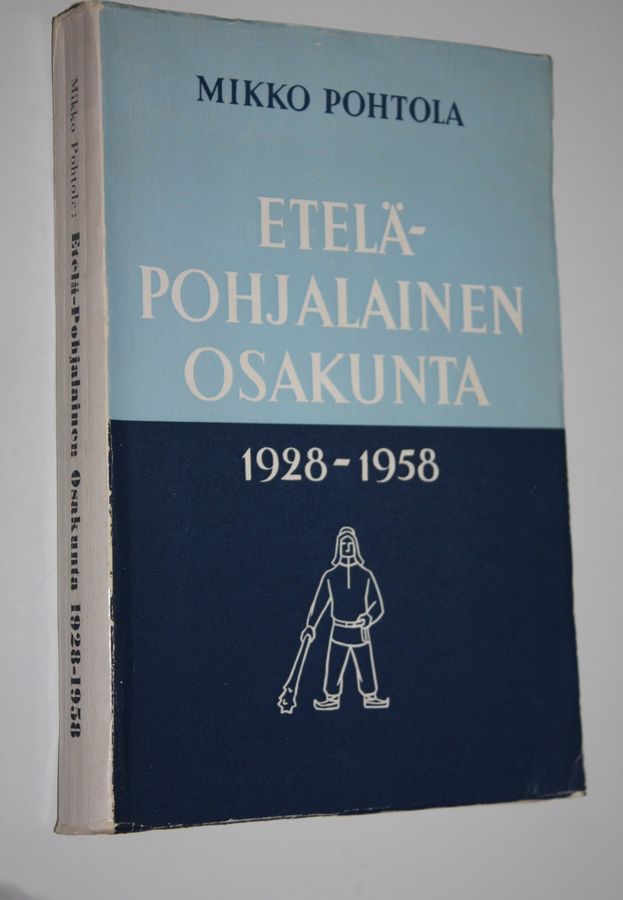 MIKKO POHTOLA
ETELÄ-
POHJALAINEN
OSAKUNTA
1928-1958
Mikko Pohtola: Etelä-Pohjalainen Osakunta 1928-1958